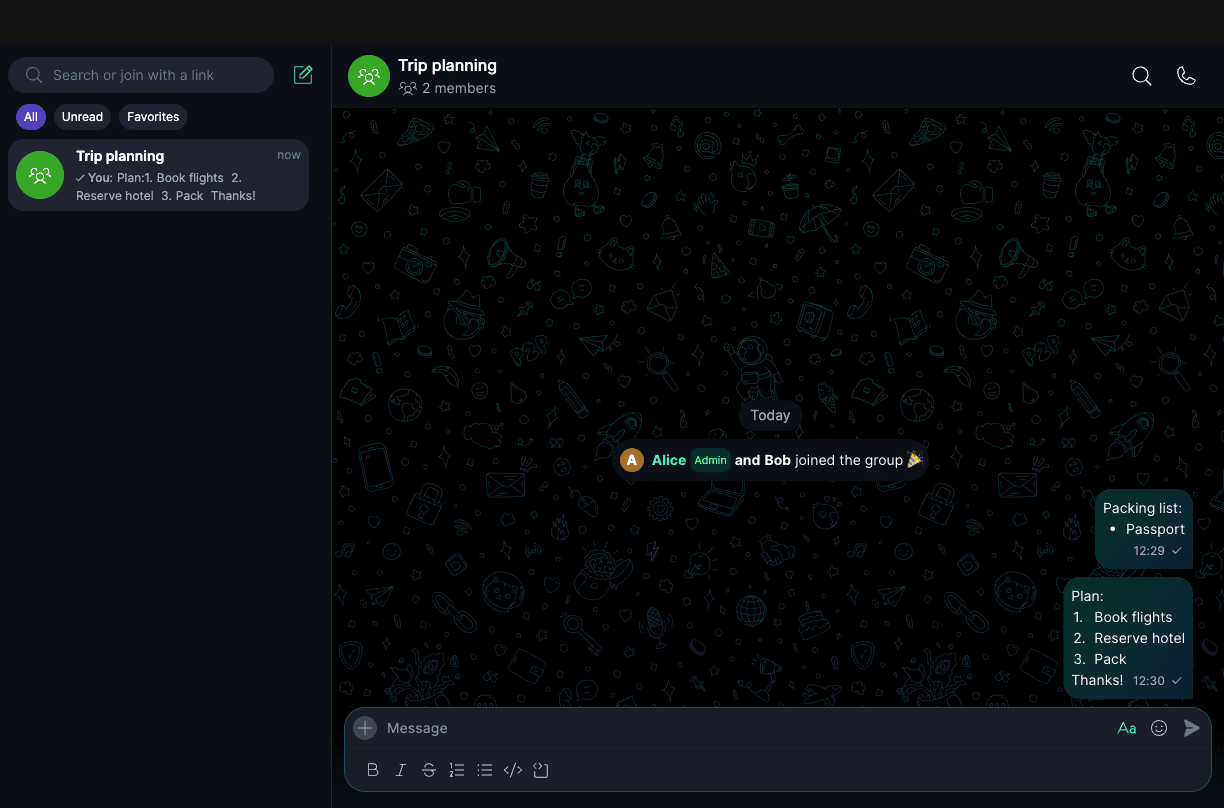 Search or join with a link
All Unread Favorites
Trip planning now
You: Plan:1. Book flights 2.
Reserve hotel 3. Pack Thanks!
Trip planning
2 members
Today
A Alice Admin and Bob joined the group 🎉
Packing list:
• Passport
12:29
Plan:
1. Book flights
2. Reserve hotel
3. Pack
Thanks! 12:30
Message Aa
B I S </>